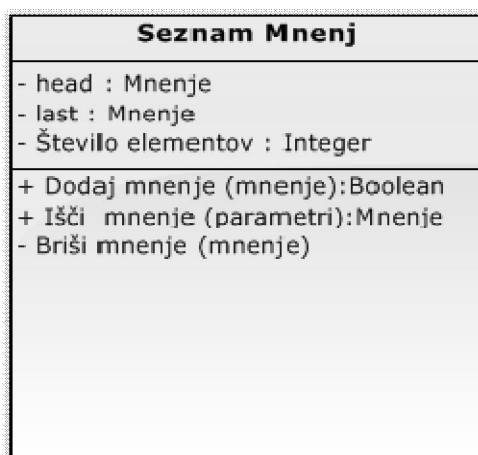 Seznam Mnenj
- head : Mnenje
- last : Mnenje
- Število elementov : Integer
+ Dodaj mnenje (mnenje):Boolean
+ Išči mnenje (parametri):Mnenje
- Briši mnenje (mnenje)